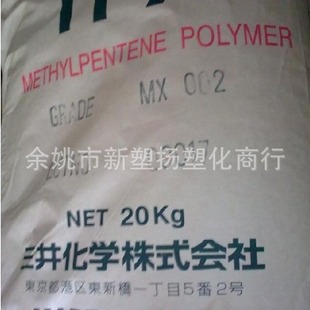 TPX
METHYLPENTENE POLYMER
GRADE MX 002
余姚市新塑扬塑化商行
NET 20Kg
三井化学株式会社
東京都港区東新橋一丁目5番2号